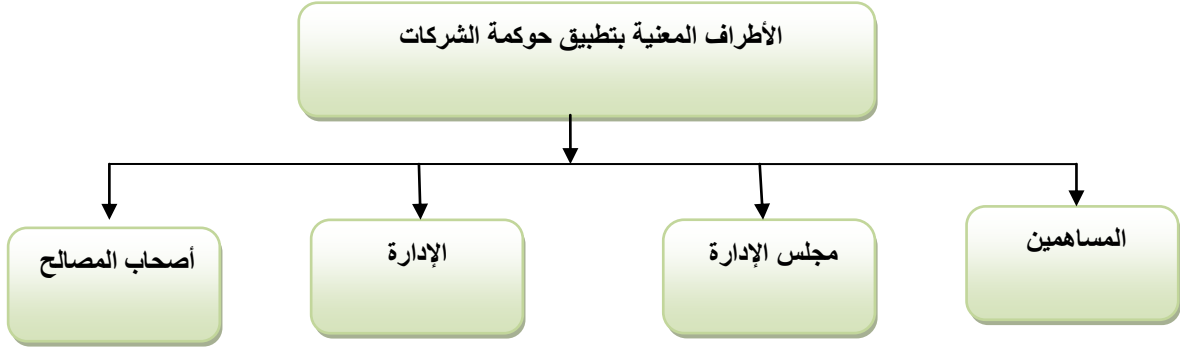 الأطراف المعنية بتطبيق حوكمة الشركات
المساهمين
مجلس الإدارة
الإدارة
أصحاب المصالح